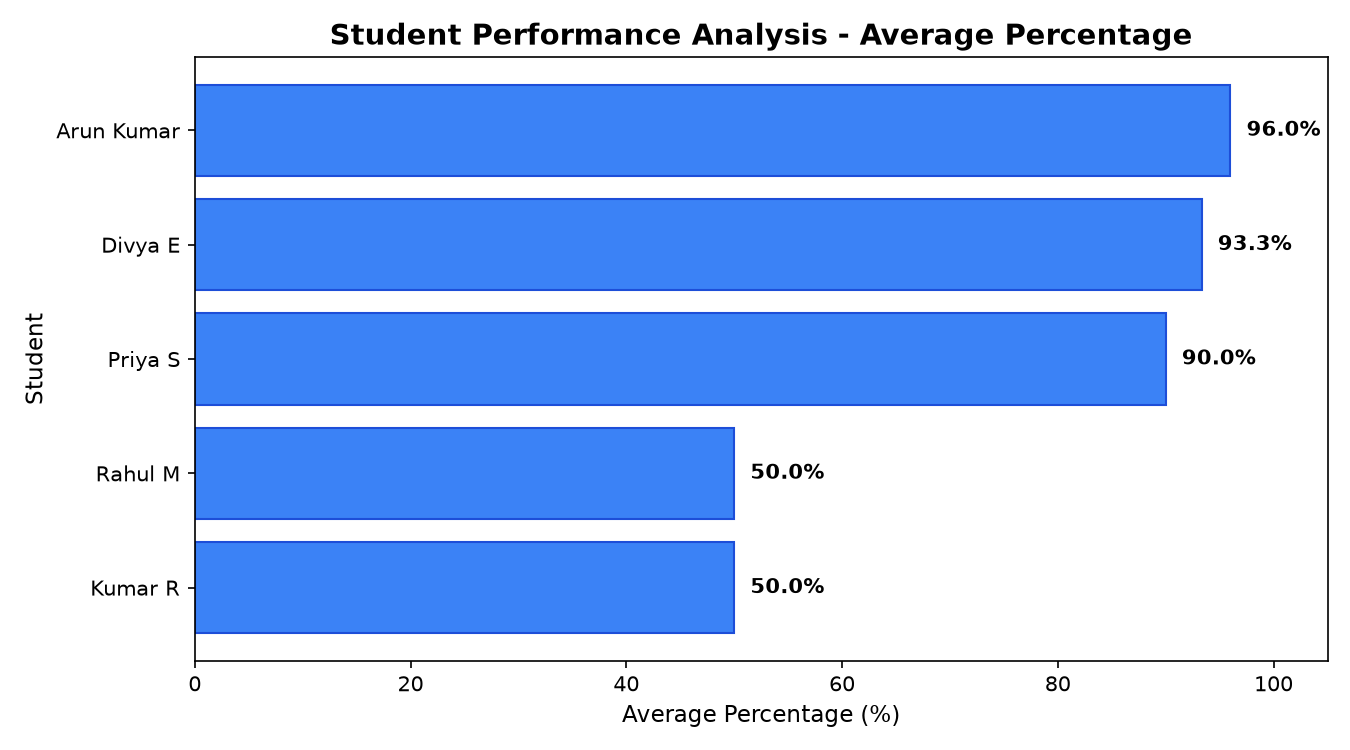 Student Performance Analysis - Average Percentage
Arun Kumar
96.0%
Divya E
93.3%
Priya S
90.0%
Rahul M
50.0%
Kumar R
50.0%
Student
0 20 40 60 80 100
Average Percentage (%)